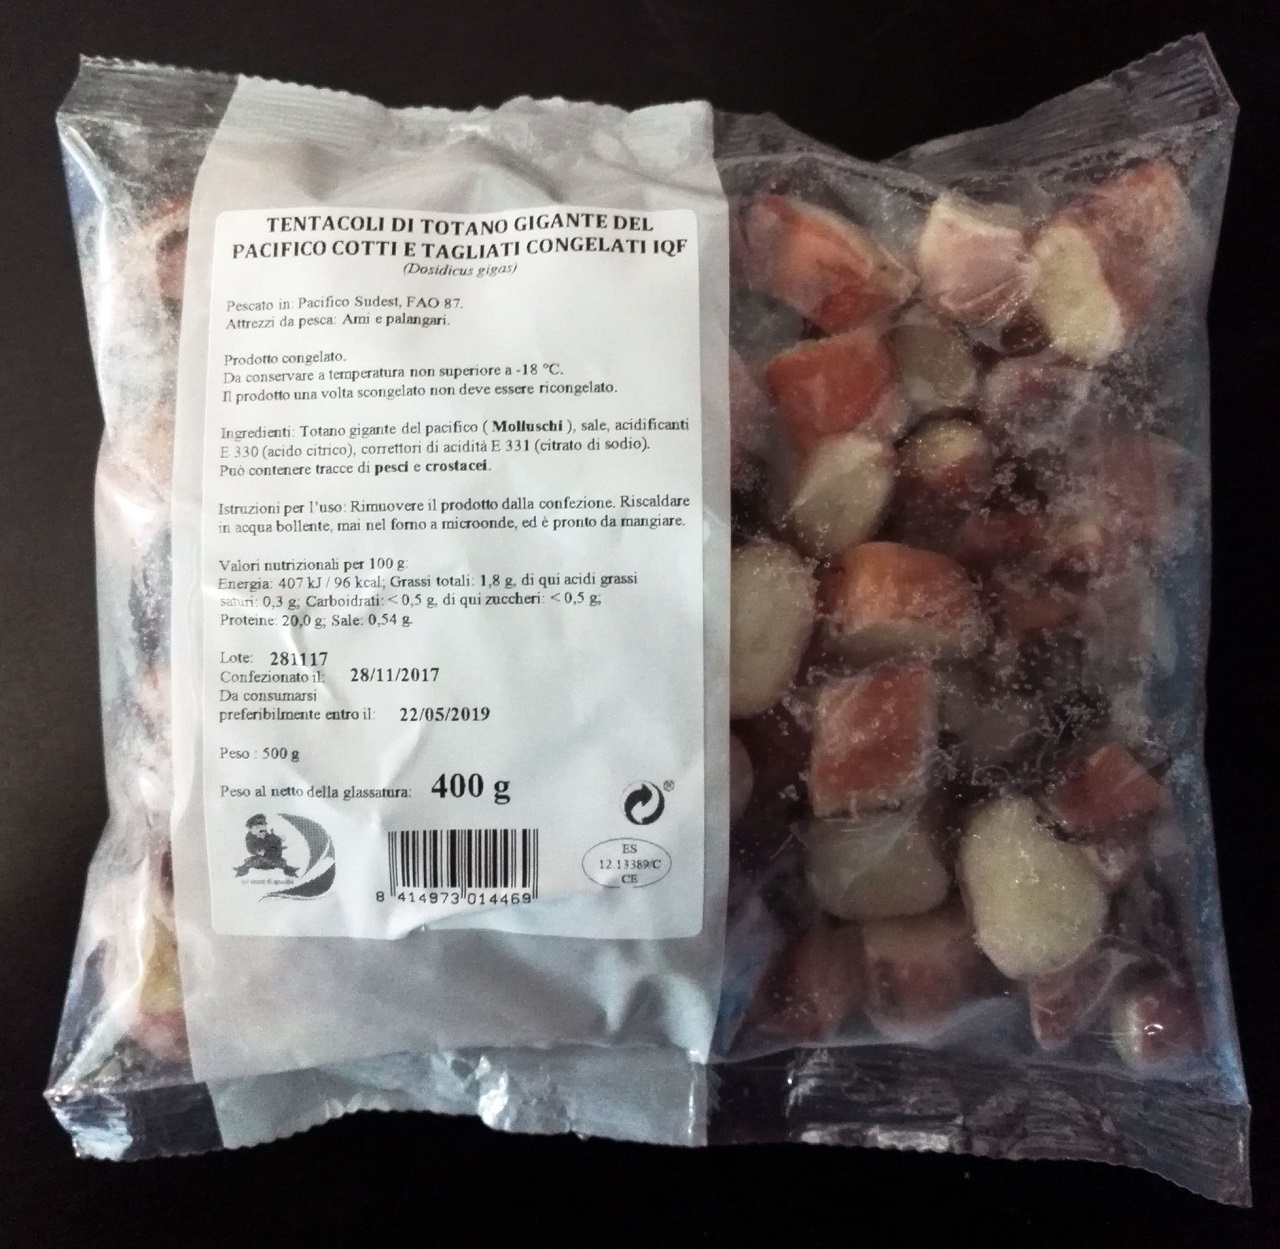 TENTACOLI DI TOTANO GIGANTE DEL
PACIFICO COTTI E TAGLIATI CONGELATI IQF
(Dosidicus gigas)
Pescato in: Pacifico Sudest, FAO 87.
Attrezzi da pesca: Ami e palangari.
Prodotto congelato.
Da conservare a temperatura non superiore a -18 °C.
Il prodotto una volta scongelato non deve essere ricongelato.
Ingredienti: Totano gigante del pacifico ( Molluschi ), sale, acidificanti
E 330 (acido citrico), correttori di acidità E 331 (citrato di sodio).
Può contenere tracce di pesci e crostacei.
Istruzioni per l'uso: Rimuovere il prodotto dalla confezione. Riscaldare
in acqua bollente, mai nel forno a microonde, ed è pronto da mangiare.
Valori nutrizionali per 100 g:
Energia: 407 kJ / 96 kcal; Grassi totali: 1,8 g, di qui acidi grassi
saturi: 0,3 g; Carboidrati: < 0,5 g, di qui zuccheri: < 0,5 g;
Proteine: 20,0 g; Sale: 0,54 g.
Lote: 281117
Confezionato il: 28/11/2017
Da consumarsi
preferibilmente entro il: 22/05/2019
Peso : 500 g
Peso al netto della glassatura: 400 g
®
ES
12.13389/C
CE
8 414973 014469